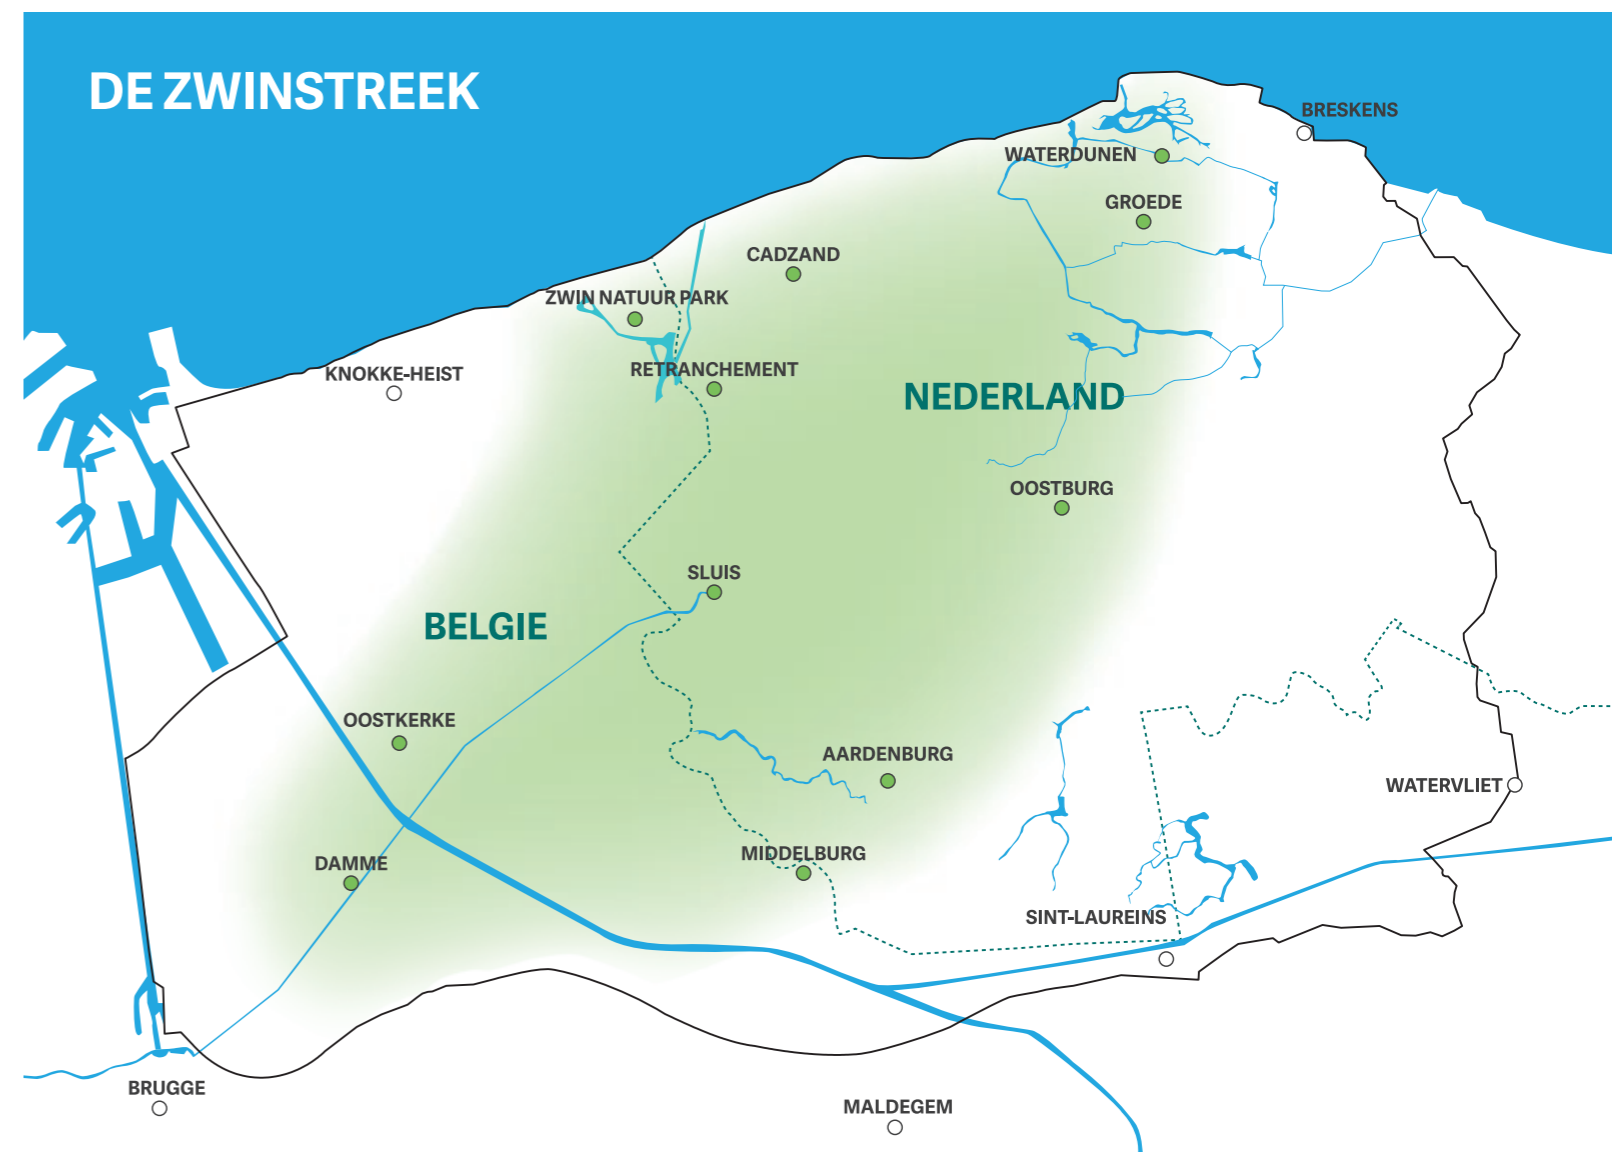 DE ZWINSTREEK
BRESKENS
WATERDUNEN
GROEDE
CADZAND
ZWIN NATUUR PARK
RETRANCHEMENT
KNOKKE-HEIST
NEDERLAND
OOSTBURG
SLUIS
BELGIE
OOSTKERKE
AARDENBURG
WATERVLIET
MIDDELBURG
DAMME
SINT-LAUREINS
BRUGGE
MALDEGEM